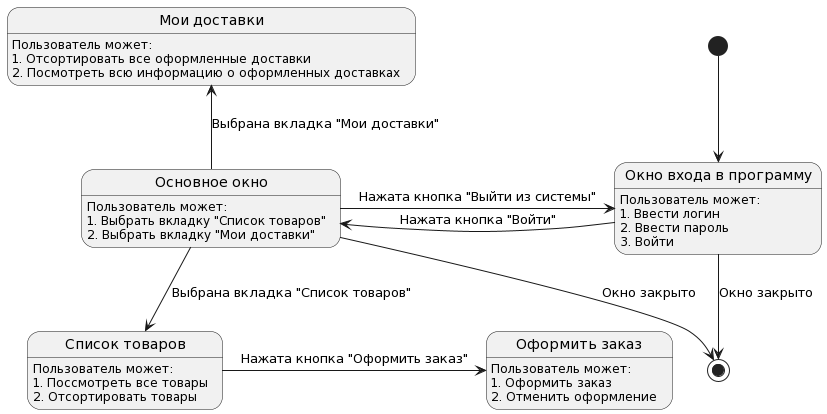 Мои доставки
Пользователь может:
1. Отсортировать все оформленные доставки
2. Посмотреть всю информацию о оформленных доставках
Выбрана вкладка "Мои доставки"
Основное окно
Пользователь может:
1. Выбрать вкладку "Список товаров"
2. Выбрать вкладку "Мои доставки"
Нажата кнопка "Выйти из системы"
Нажата кнопка "Войти"
Окно входа в программу
Пользователь может:
1. Ввести логин
2. Ввести пароль
3. Войти
Выбрана вкладка "Список товаров"
Окно закрыто
Окно закрыто
Список товаров
Пользователь может:
1. Поссмотреть все товары
2. Отсортировать товары
Нажата кнопка "Оформить заказ"
Оформить заказ
Пользователь может:
1. Оформить заказ
2. Отменить оформление